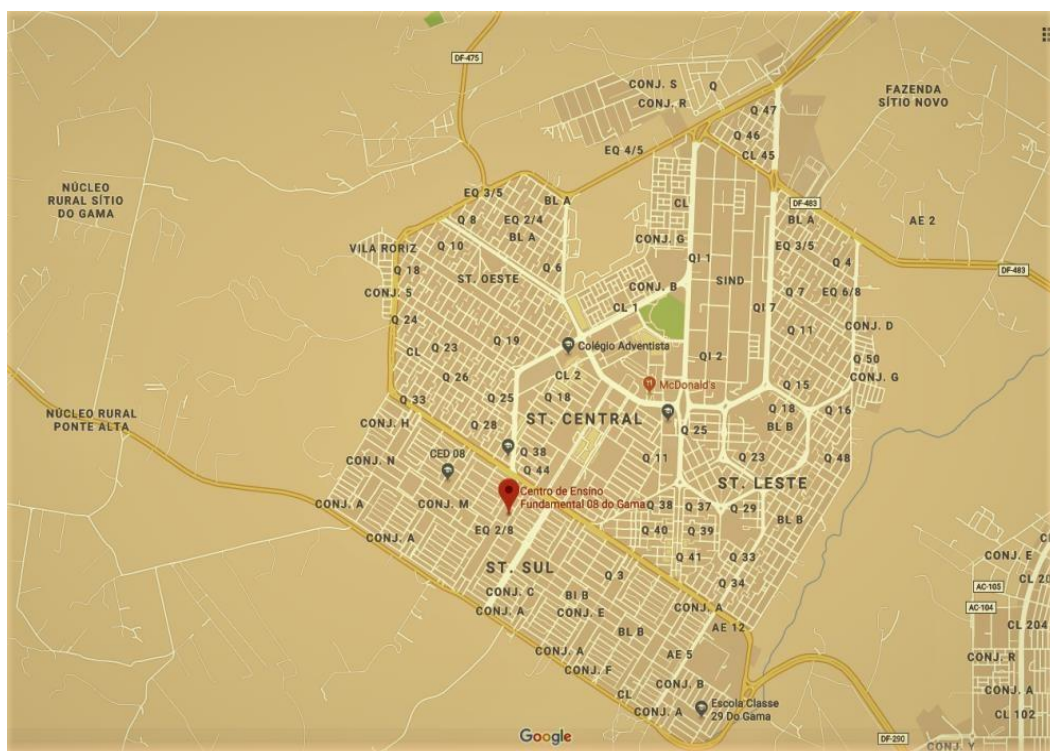 DF-475
CONJ. S
Q
CONJ. R
FAZENDA
SÍTIO NOVO
Q 47
Q 46
EQ 4/5
CL 45
NÚCLEO
RURAL SÍTIO
DO GAMA
EQ 3/5
BL A
CL
DF-483
Q 8
EQ 2/4
BL A
BL A
AE 2
VILA RORIZ
Q 10
CONJ. G
EQ 3/5
Q 18
ST. OESTE
Q 6
QI 1
Q 4
DF-483
CONJ. 5
CONJ. B
SIND
Q 7
EQ 6/8
Q 24
CL 1
QI 7
Q 11
CONJ. D
Q 23
Q 19
Colégio Adventista
CL
QI 2
Q 50
Q 26
CL 2
McDonald's
Q 15
CONJ. G
Q 33
Q 25
Q 18
Q 18
Q 16
NÚCLEO RURAL
PONTE ALTA
CONJ. H
Q 28
ST. CENTRAL
Q 25
BL B
CONJ. N
CED 08
Q 38
Q 11
Q 23
Q 48
Q 44
ST. LESTE
Centro de Ensino
Fundamental 08 do Gama
CONJ. A
CONJ. M
Q 38
Q 37
Q 29
BL B
EQ 2/8
Q 40
Q 39
CONJ. A
Q 41
Q 33
ST. SUL
Q 3
Q 34
CONJ. E
CL 20
AC-105
CONJ. C
BI B
CONJ. A
AC-104
CONJ. A
CONJ. E
CL 204
BL B
AE 12
CONJ. A
AE 5
CONJ. R
CONJ. F
CONJ. B
CL
CONJ. A
CONJ. A
Escola Classe
29 Do Gama
CL 102
Google
DF-290
CONJ. Y